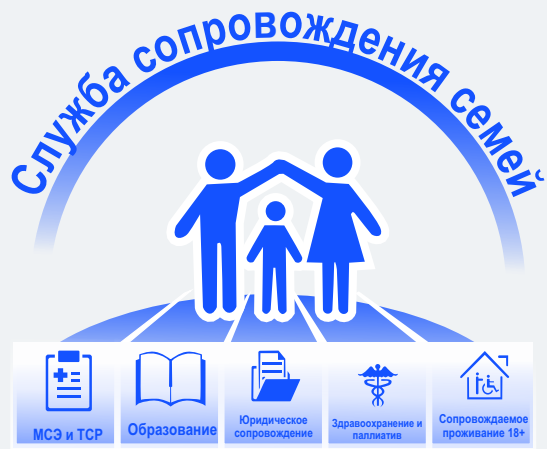 Служба сопровождения семей
МСЭ и ТСР
Образование
Юридическое
сопровождение
Здравоохранение и
паллиатив
Сопровождаемое
проживание 18+